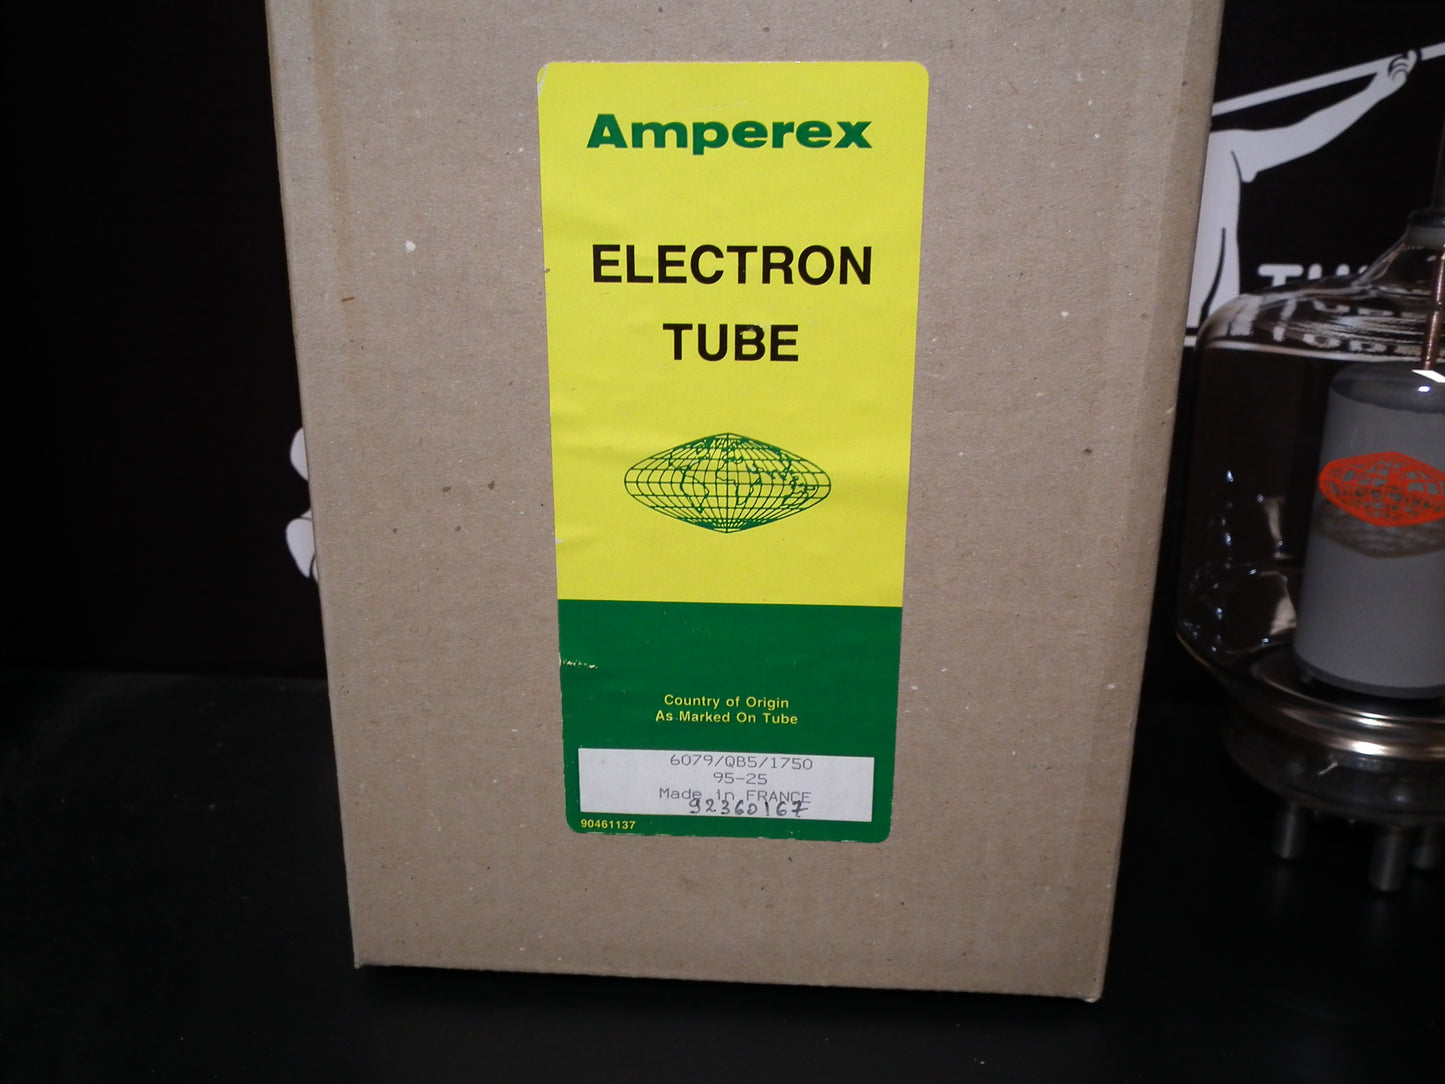 Amperex
ELECTRON
TUBE
Country of Origin
As Marked On Tube
6079/QB5/1750
95-25
Made in FRANCE
92360167
90461137